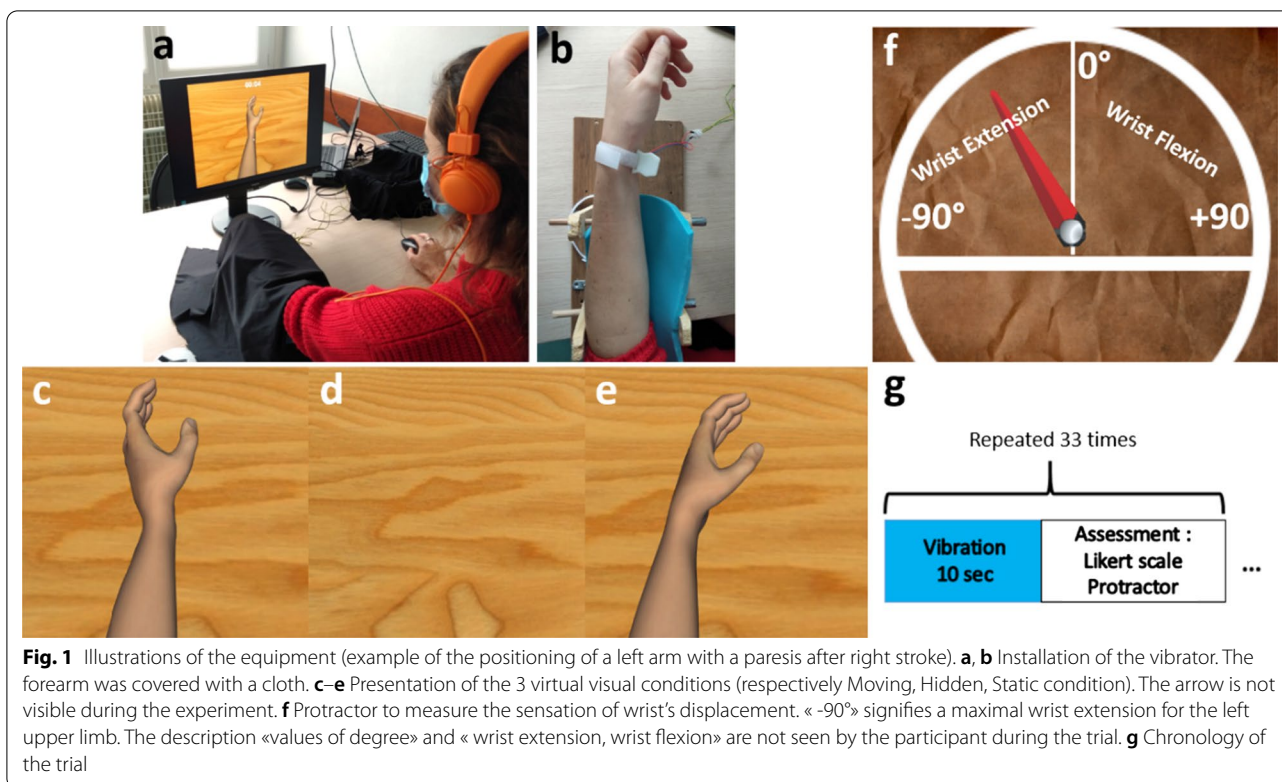 a
b
f
00:04
0°
Wrist Extension
Wrist Flexion
-90°
+90
c
d
e
g
Repeated 33 times
Vibration
10 sec
Assessment :
Likert scale
Protractor
...
Fig. 1 Illustrations of the equipment (example of the positioning of a left arm with a paresis after right stroke). a, b Installation of the vibrator. The
forearm was covered with a cloth. c–e Presentation of the 3 virtual visual conditions (respectively Moving, Hidden, Static condition). The arrow is not
visible during the experiment. f Protractor to measure the sensation of wrist's displacement. « -90°» signifies a maximal wrist extension for the left
upper limb. The description «values of degree» and « wrist extension, wrist flexion» are not seen by the participant during the trial. g Chronology of
the trial